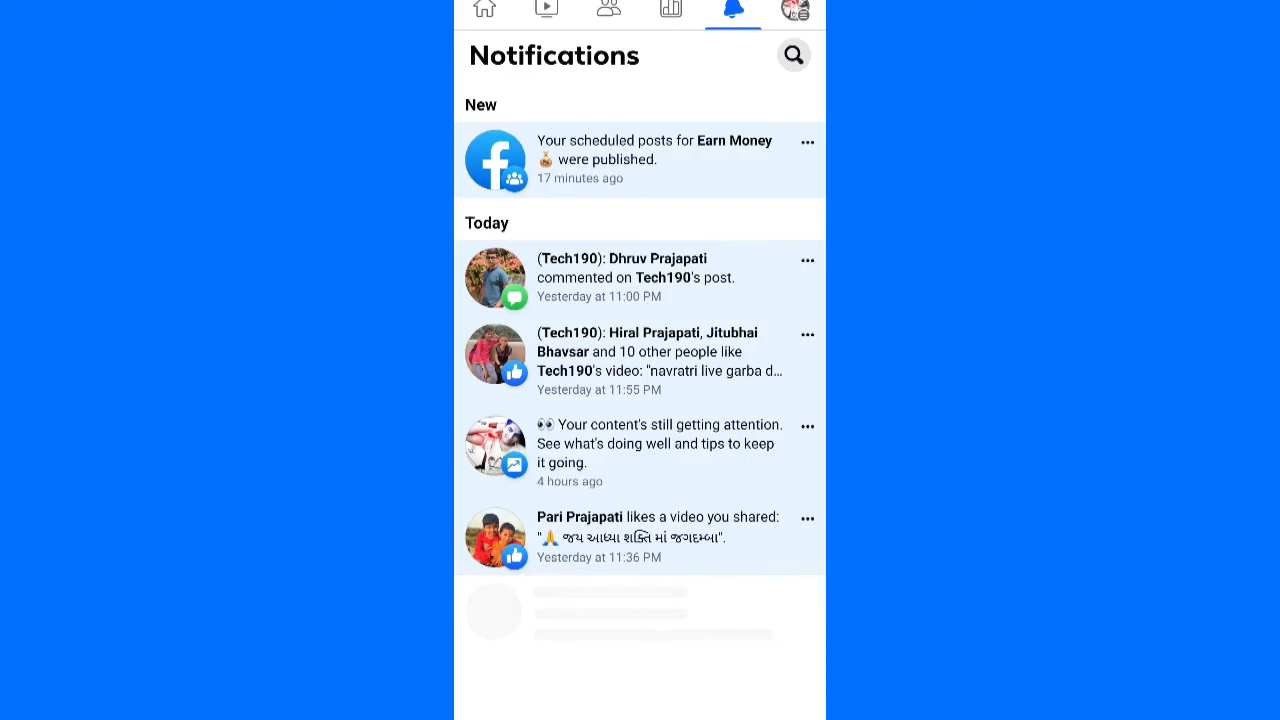 Notifications
New
Your scheduled posts for Earn Money
💰 were published.
17 minutes ago
Today
(Tech190): Dhruv Prajapati
commented on Tech190's post.
Yesterday at 11:00 PM
(Tech190): Hiral Prajapati, Jitubhai
Bhavsar and 10 other people like
Tech190's video: "navratri live garba d...
Yesterday at 11:55 PM
👀 Your content's still getting attention.
See what's doing well and tips to keep
it going.
4 hours ago
Pari Prajapati likes a video you shared:
"🙏 જય આધ્યા શક્તિ માં જગદમ્બા".
Yesterday at 11:36 PM